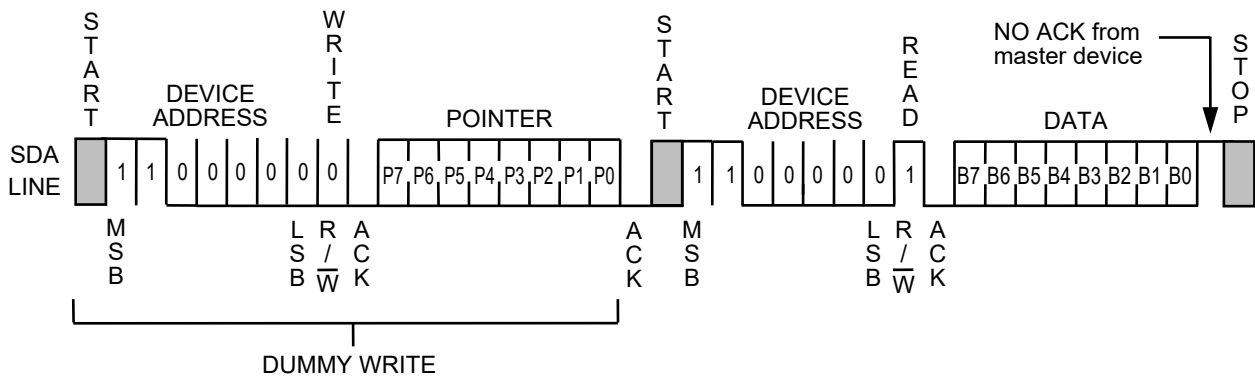 START
WRITE
START
READ
NO ACK from
master device
STOP
DEVICE
ADDRESS
POINTER
DEVICE
ADDRESS
DATA
SDA
LINE
1 1 0 0 0 0 0 0 P7 P6 P5 P4 P3 P2 P1 P0 1 1 0 0 0 0 0 1 B7 B6 B5 B4 B3 B2 B1 B0
MSB
LSB
R/W̅
ACK
ACK
MSB
LSB
R/W̅
ACK
DUMMY WRITE